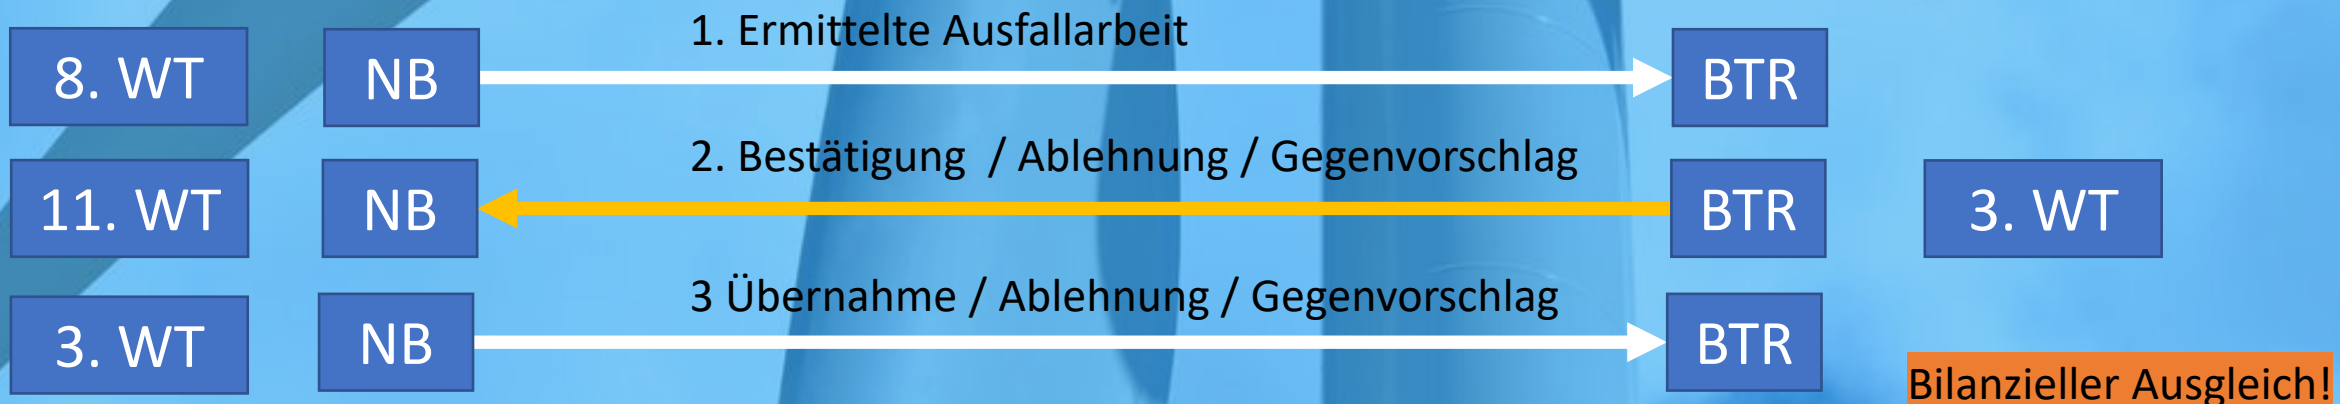 1. Ermittelte Ausfallarbeit
8. WT NB BTR
2. Bestätigung / Ablehnung / Gegenvorschlag
11. WT NB BTR 3. WT
3 Übernahme / Ablehnung / Gegenvorschlag
3. WT NB BTR
Bilanzieller Ausgleich!